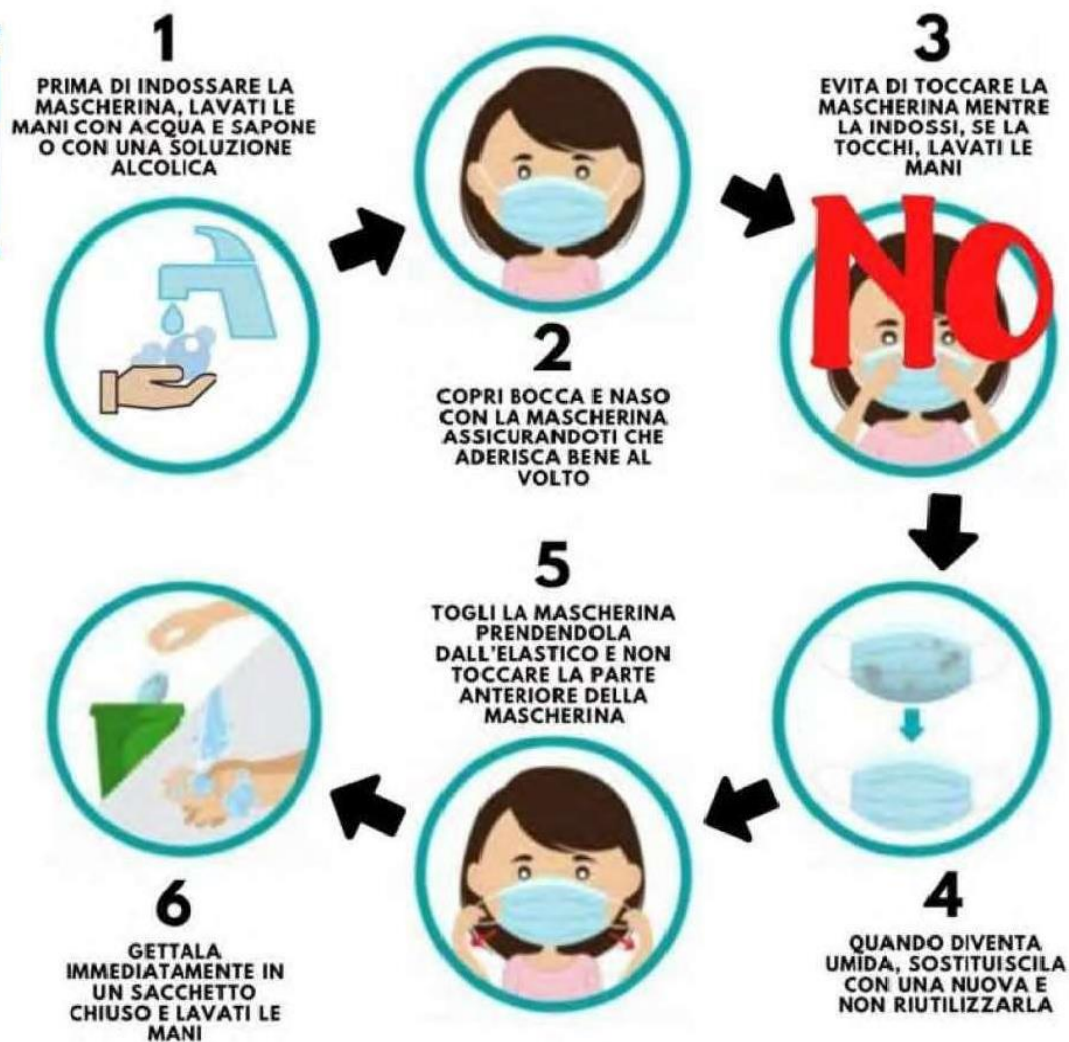 1
PRIMA DI INDOSSARE LA
MASCHERINA, LAVATI LE
MANI CON ACQUA E SAPONE
O CON UNA SOLUZIONE
ALCOLICA
2
COPRI BOCCA E NASO
CON LA MASCHERINA
ASSICURANDOTI CHE
ADERISCA BENE AL
VOLTO
3
EVITA DI TOCCARE LA
MASCHERINA MENTRE
LA INDOSSI, SE LA
TOCCHI, LAVATI LE
MANI
NO
4
QUANDO DIVENTA
UMIDA, SOSTITUISCILA
CON UNA NUOVA E
NON RIUTILIZZARLA
5
TOGLI LA MASCHERINA
PRENDENDOLA
DALL'ELASTICO E NON
TOCCARE LA PARTE
ANTERIORE DELLA
MASCHERINA
6
GETTALA
IMMEDIATAMENTE IN
UN SACCHETTO
CHIUSO E LAVATI LE
MANI